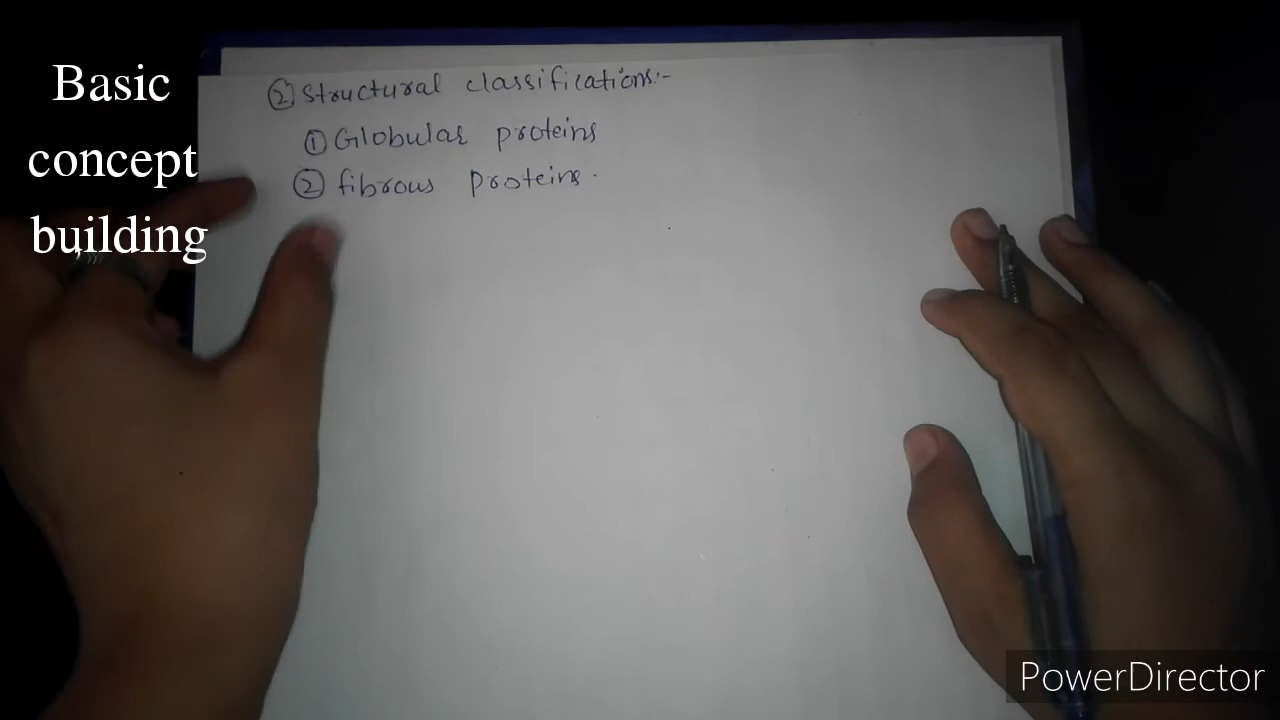 Basic
concept
building
② Structural classifications:-
① Globular proteins
② fibrous proteins.
PowerDirector